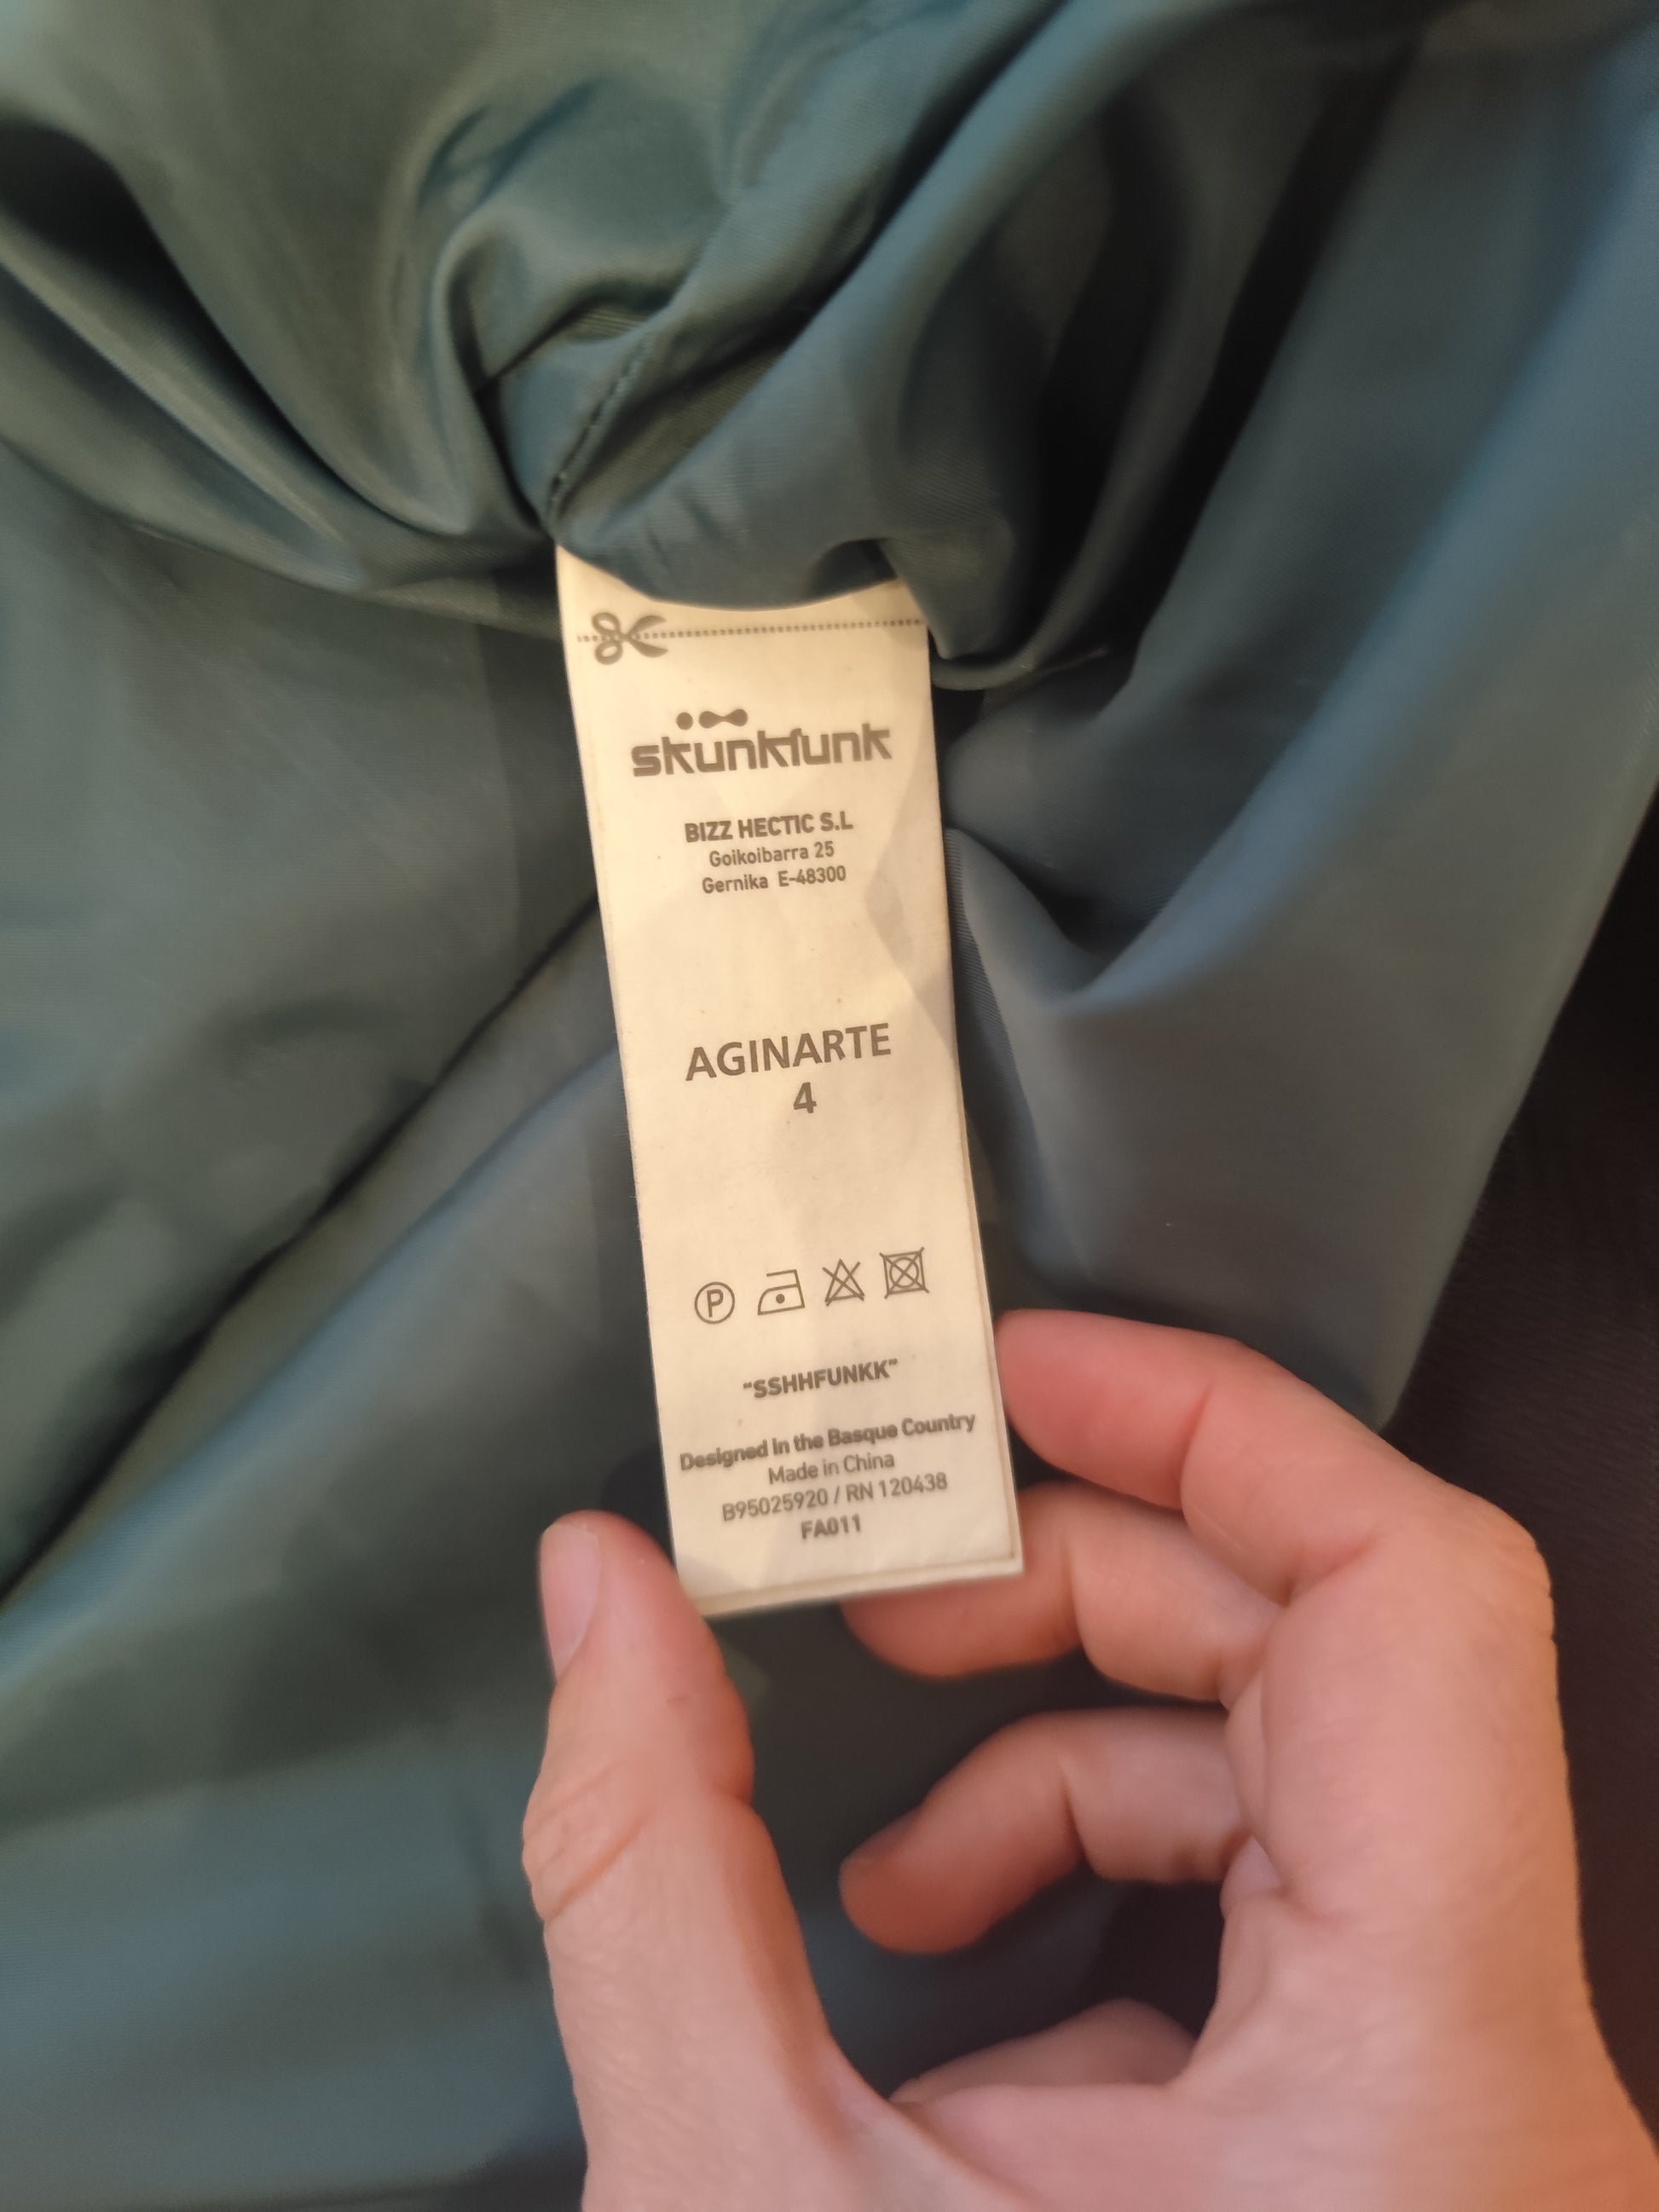 skunkfunk
BIZZ HECTIC S.L
Goikoibarra 25
Gernika E-48300
AGINARTE
4
P
"SSHHFUNKK"
Designed in the Basque Country
Made in China
B95025920 / RN 120438
FA011